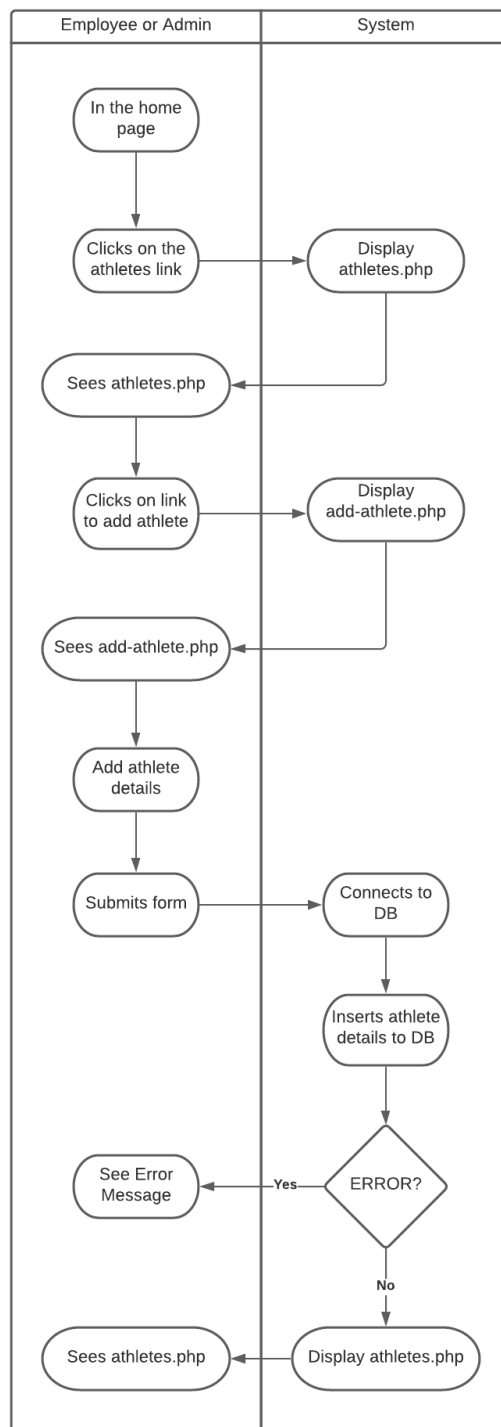 Employee or Admin
System
In the home
page
Clicks on the
athletes link
Display
athletes.php
Sees athletes.php
Clicks on link
to add athlete
Display
add-athlete.php
Sees add-athlete.php
Add athlete
details
Submits form
Connects to
DB
Inserts athlete
details to DB
ERROR?
Yes
See Error
Message
No
Display athletes.php
Sees athletes.php